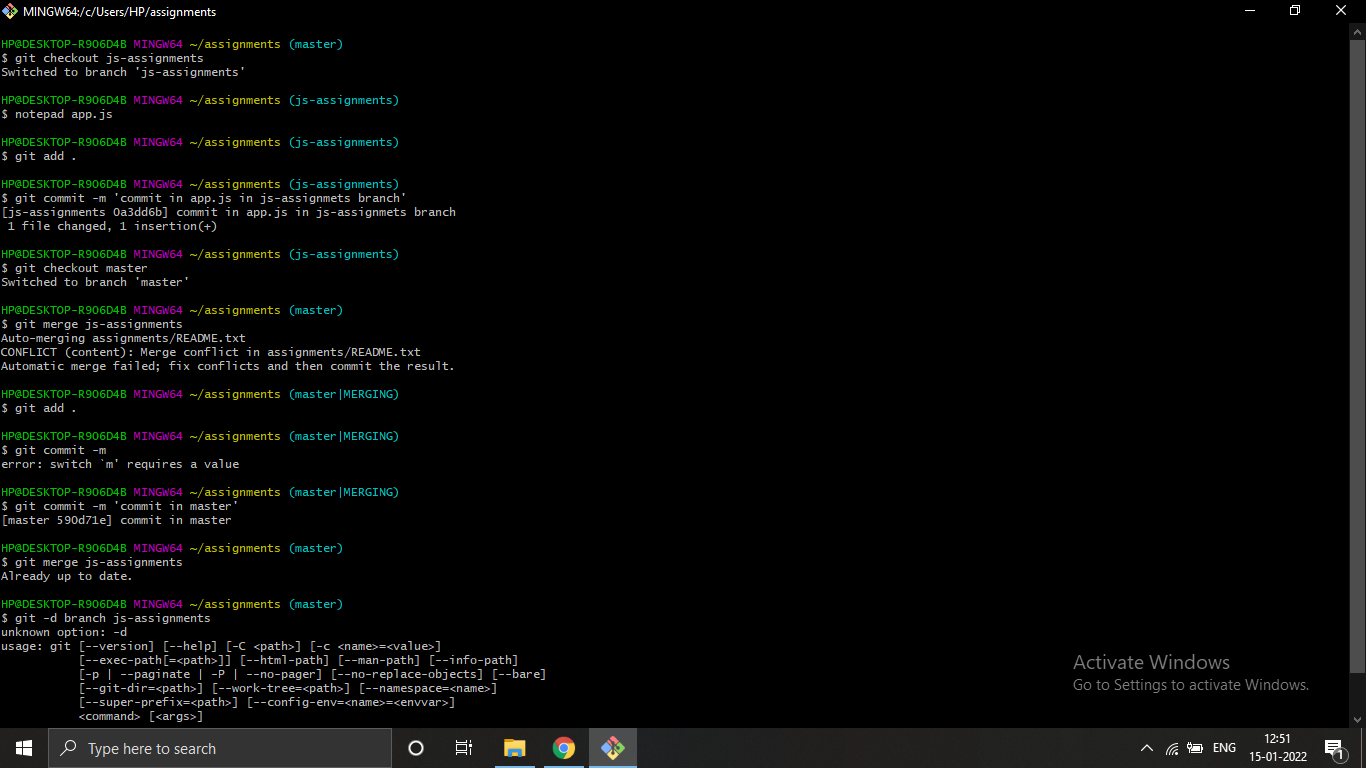 MINGW64:/c/Users/HP/assignments
HP@DESKTOP-R9O6D4B MINGW64 ~/assignments (master)
$ git checkout js-assignments
Switched to branch 'js-assignments'
HP@DESKTOP-R9O6D4B MINGW64 ~/assignments (js-assignments)
$ notepad app.js
HP@DESKTOP-R9O6D4B MINGW64 ~/assignments (js-assignments)
$ git add .
HP@DESKTOP-R9O6D4B MINGW64 ~/assignments (js-assignments)
$ git commit -m 'commit in app.js in js-assignmets branch'
[js-assignments 0a3dd6b] commit in app.js in js-assignmets branch
 1 file changed, 1 insertion(+)
HP@DESKTOP-R9O6D4B MINGW64 ~/assignments (js-assignments)
$ git checkout master
Switched to branch 'master'
HP@DESKTOP-R9O6D4B MINGW64 ~/assignments (master)
$ git merge js-assignments
Auto-merging assignments/README.txt
CONFLICT (content): Merge conflict in assignments/README.txt
Automatic merge failed; fix conflicts and then commit the result.
HP@DESKTOP-R9O6D4B MINGW64 ~/assignments (master|MERGING)
$ git add .
HP@DESKTOP-R9O6D4B MINGW64 ~/assignments (master|MERGING)
$ git commit -m
error: switch `m' requires a value
HP@DESKTOP-R9O6D4B MINGW64 ~/assignments (master|MERGING)
$ git commit -m 'commit in master'
[master 590d71e] commit in master
HP@DESKTOP-R9O6D4B MINGW64 ~/assignments (master)
$ git merge js-assignments
Already up to date.
HP@DESKTOP-R9O6D4B MINGW64 ~/assignments (master)
$ git -d branch js-assignments
unknown option: -d
usage: git [--version] [--help] [-C <path>] [-c <name>=<value>]
           [--exec-path[=<path>]] [--html-path] [--man-path] [--info-path]
           [-p | --paginate | -P | --no-pager] [--no-replace-objects] [--bare]
           [--git-dir=<path>] [--work-tree=<path>] [--namespace=<name>]
           [--super-prefix=<path>] [--config-env=<name>=<envvar>]
           <command> [<args>]
Activate Windows
Go to Settings to activate Windows.
Type here to search
ENG
12:51
15-01-2022
1